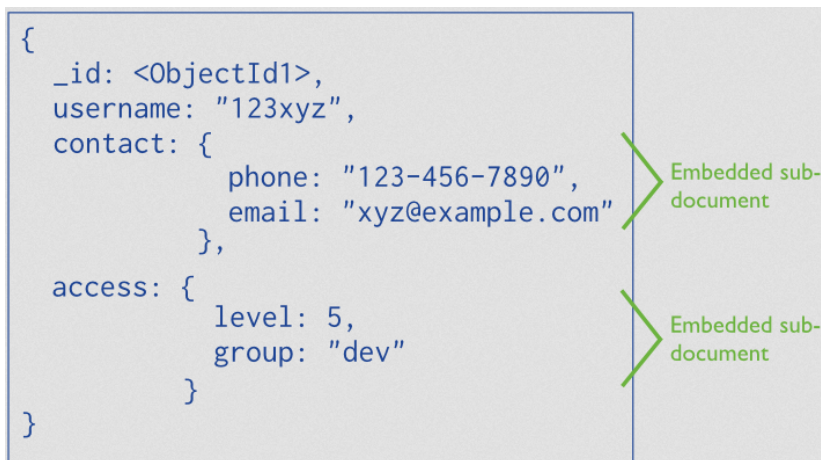 {
_id: <ObjectId1>,
username: "123xyz",
contact: {
phone: "123-456-7890",
email: "xyz@example.com"
},
Embedded sub-
document
access: {
level: 5,
group: "dev"
}
Embedded sub-
document
}